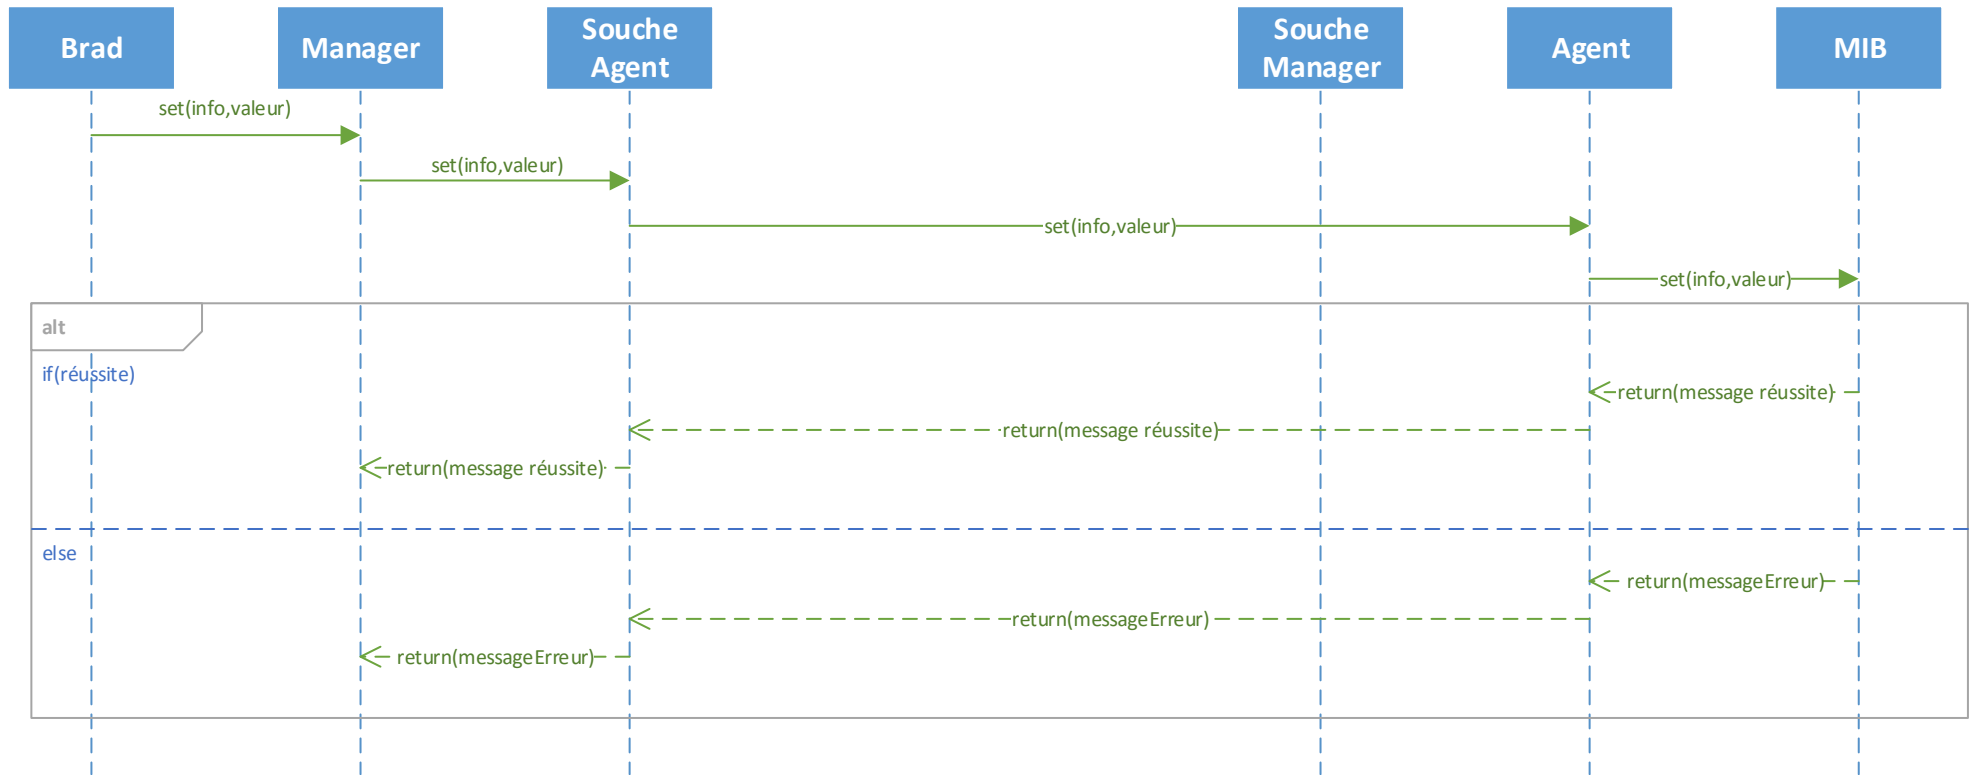 Brad
Manager
Souche
Agent
Souche
Manager
Agent
MIB
set(info,valeur)
set(info,valeur)
set(info,valeur)
set(info,valeur)
alt
if(réussite)
return(message réussite)
return(message réussite)
return(message réussite)
else
return(messageErreur)
return(messageErreur)
return(messageErreur)